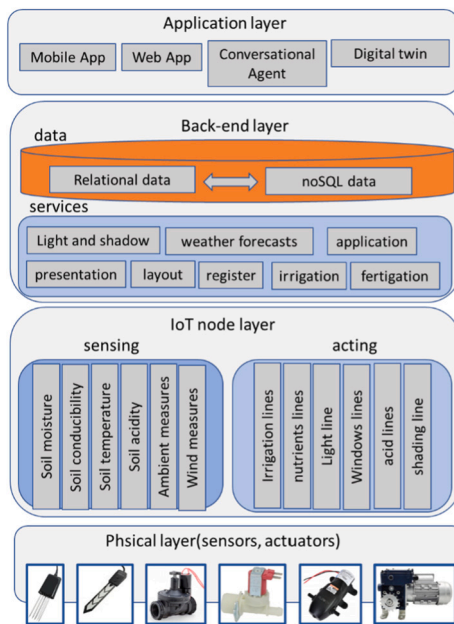 Application layer
Mobile App
Web App
Conversational
Agent
Digital twin
Back-end layer
data
Relational data
noSQL data
services
Light and shadow
weather forecasts
application
presentation
layout
register
irrigation
fertigation
IoT node layer
sensing
acting
Soil moisture
Soil conducibility
Soil temperature
Soil acidity
Ambient measures
Wind measures
Irrigation lines
nutrients lines
Light line
Windows lines
acid lines
shading line
Phsical layer(sensors, actuators)